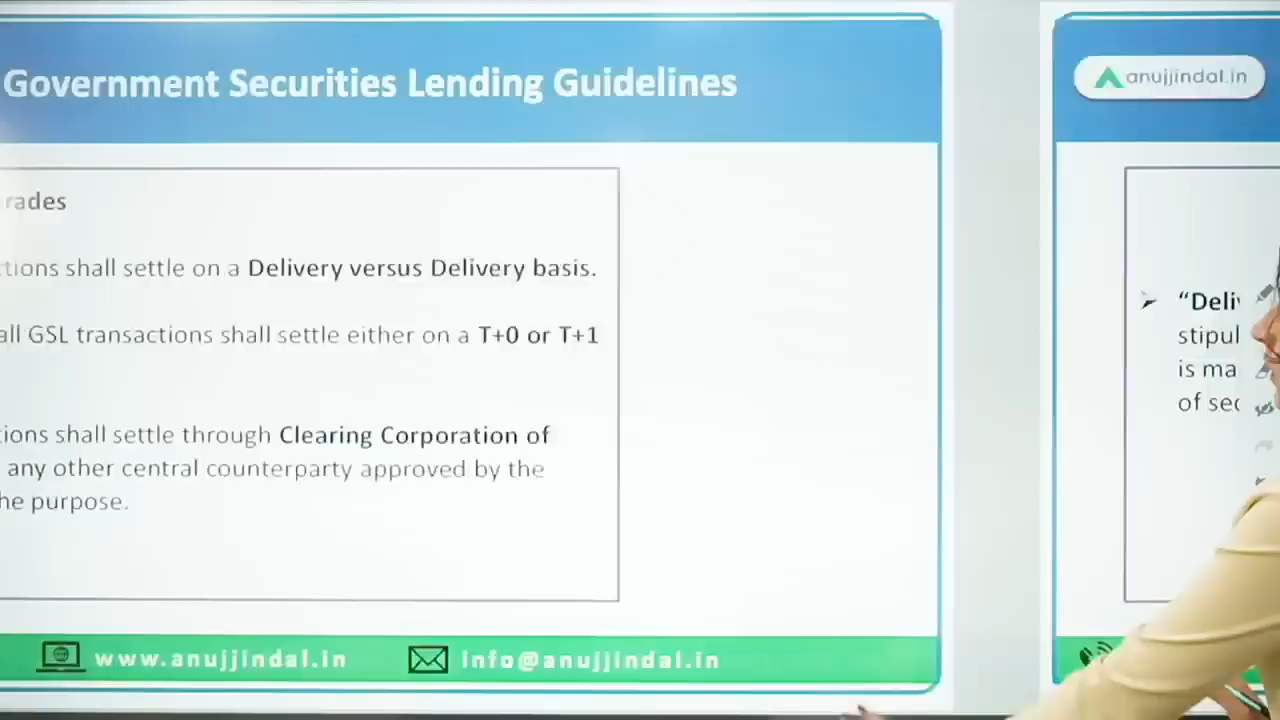 Government Securities Lending Guidelines
rades
tions shall settle on a Delivery versus Delivery basis.
all GSL transactions shall settle either on a T+0 or T+1
ions shall settle through Clearing Corporation of
any other central counterparty approved by the
he purpose.
www.anujjindal.in
info@anujjindal.in
anujjindal.in
➢ “Deliv
stipul
is ma
of sec